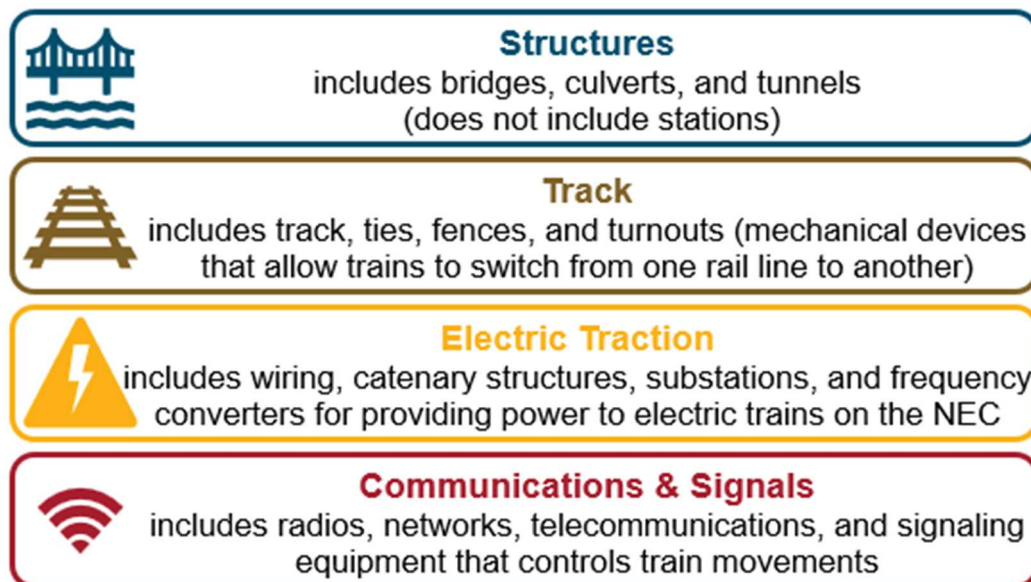 Structures
includes bridges, culverts, and tunnels
(does not include stations)
Track
includes track, ties, fences, and turnouts (mechanical devices
that allow trains to switch from one rail line to another)
Electric Traction
includes wiring, catenary structures, substations, and frequency
converters for providing power to electric trains on the NEC
Communications & Signals
includes radios, networks, telecommunications, and signaling
equipment that controls train movements